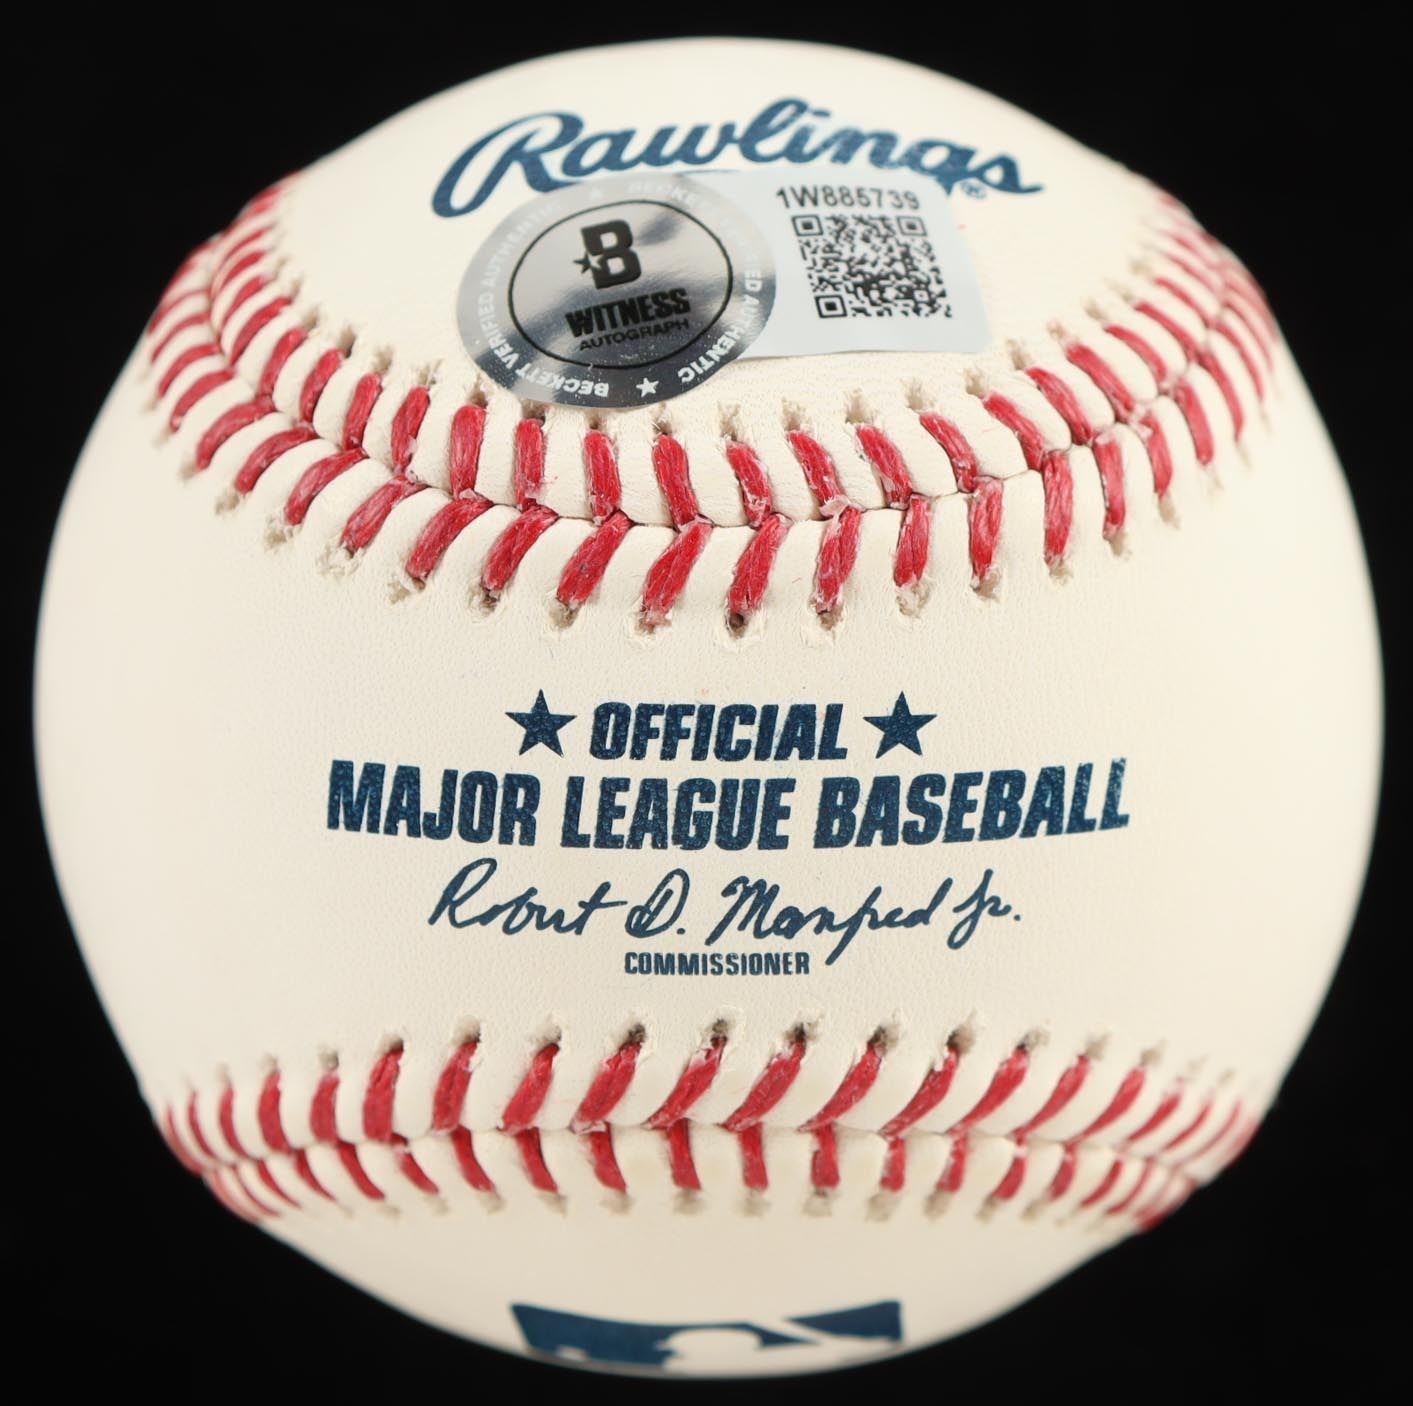 Rawlings®
1W885739
BECKETT VERIFIED AUTHENTIC ★ BECKETT VERIFIED AUTHENTIC ★
B
WITNESS
AUTOGRAPH
★ OFFICIAL ★
MAJOR LEAGUE BASEBALL
Robert D. Manfred Jr.
COMMISSIONER